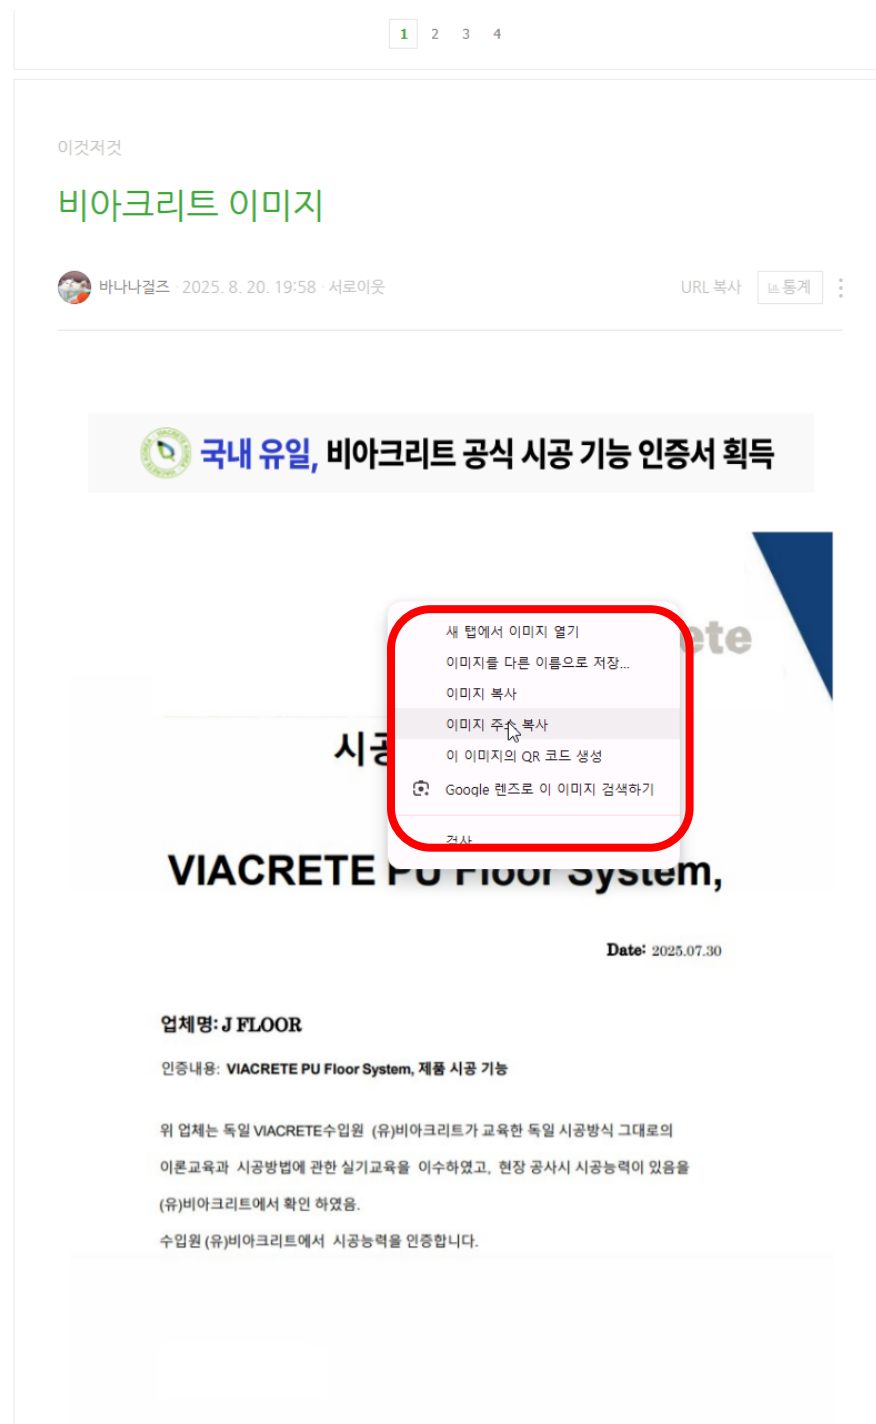 1 2 3 4
이것저것
비아크리트 이미지
바나나걸즈 · 2025. 8. 20. 19:58 · 서로이웃 URL 복사 통계
국내 유일, 비아크리트 공식 시공 기능 인증서 획득
ete
새 탭에서 이미지 열기
이미지를 다른 이름으로 저장...
이미지 복사
이미지 주소 복사
이 이미지의 QR 코드 생성
Google 렌즈로 이 이미지 검색하기
검사
시공
VIACRETE PU Floor System,
Date: 2025.07.30
업체명: J FLOOR
인증내용: VIACRETE PU Floor System, 제품 시공 기능
위 업체는 독일 VIACRETE수입원 (유)비아크리트가 교육한 독일 시공방식 그대로의
이론교육과 시공방법에 관한 실기교육을 이수하였고, 현장 공사시 시공능력이 있음을
(유)비아크리트에서 확인 하였음.
수입원 (유)비아크리트에서 시공능력을 인증합니다.